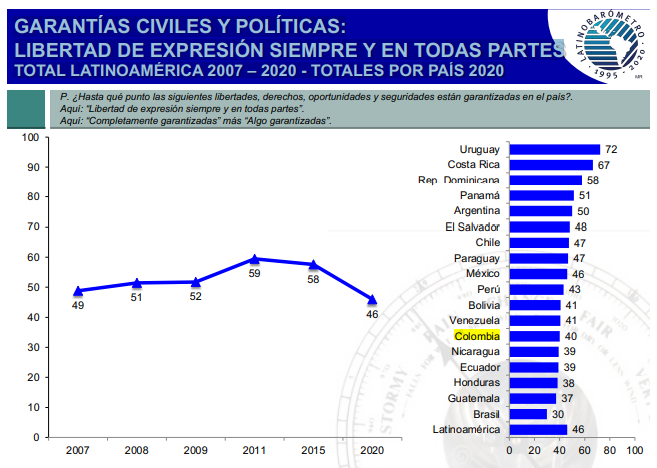 GARANTÍAS CIVILES Y POLÍTICAS:
LIBERTAD DE EXPRESIÓN SIEMPRE Y EN TODAS PARTES
TOTAL LATINOAMÉRICA 2007 – 2020 - TOTALES POR PAÍS 2020
LATINOBARÓMETRO
1995 - 2020
MR
P. ¿Hasta qué punto las siguientes libertades, derechos, oportunidades y seguridades están garantizadas en el país?.
Aquí: “Libertad de expresión siempre y en todas partes”.
Aquí: “Completamente garantizadas” más “Algo garantizadas”.
100
90
80
70
60
50
40
30
20
10
0
49
51
52
59
58
46
2007 2008 2009 2011 2015 2020
Uruguay 72
Costa Rica 67
Rep. Dominicana 58
Panamá 51
Argentina 50
El Salvador 48
Chile 47
Paraguay 47
México 46
Perú 43
Bolivia 41
Venezuela 41
Colombia 40
Nicaragua 39
Ecuador 39
Honduras 38
Guatemala 37
Brasil 30
Latinoamérica 46
0 20 40 60 80 100
STORMY
RAIN
FAIR